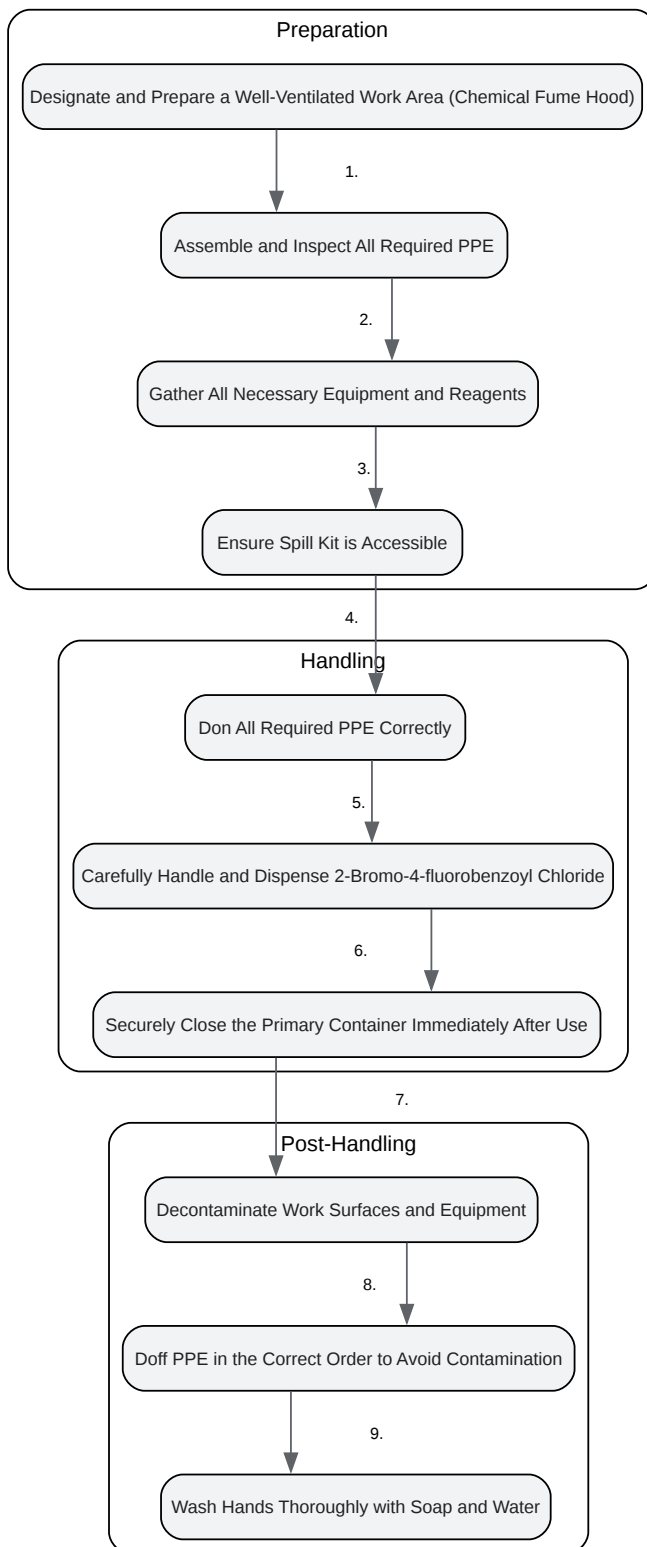 Preparation
Designate and Prepare a Well-Ventilated Work Area (Chemical Fume Hood)
1.
Assemble and Inspect All Required PPE
2.
Gather All Necessary Equipment and Reagents
3.
Ensure Spill Kit is Accessible
4.
Handling
Don All Required PPE Correctly
5.
Carefully Handle and Dispense 2-Bromo-4-fluorobenzoyl Chloride
6.
Securely Close the Primary Container Immediately After Use
7.
Post-Handling
Decontaminate Work Surfaces and Equipment
8.
Doff PPE in the Correct Order to Avoid Contamination
9.
Wash Hands Thoroughly with Soap and Water